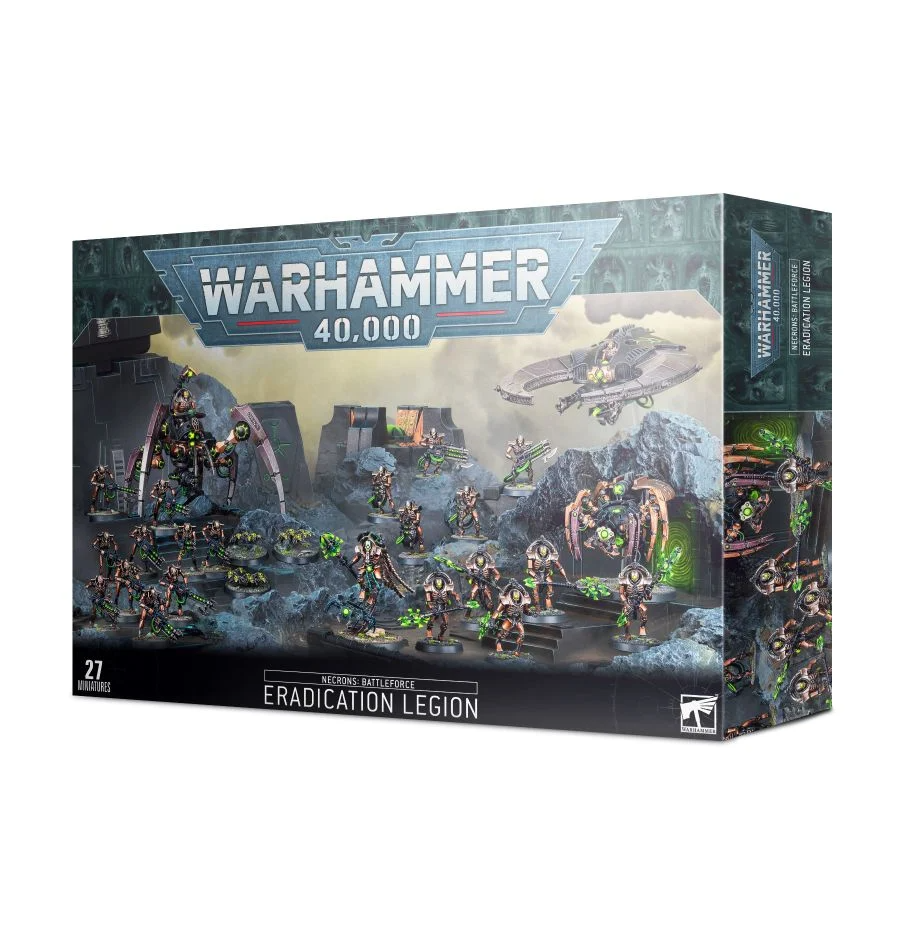 WARHAMMER
40,000
27
MINIATURES
NECRONS: BATTLEFORCE
ERADICATION LEGION
WARHAMMER
WARHAMMER
40,000
NECRONS: BATTLEFORCE
ERADICATION LEGION